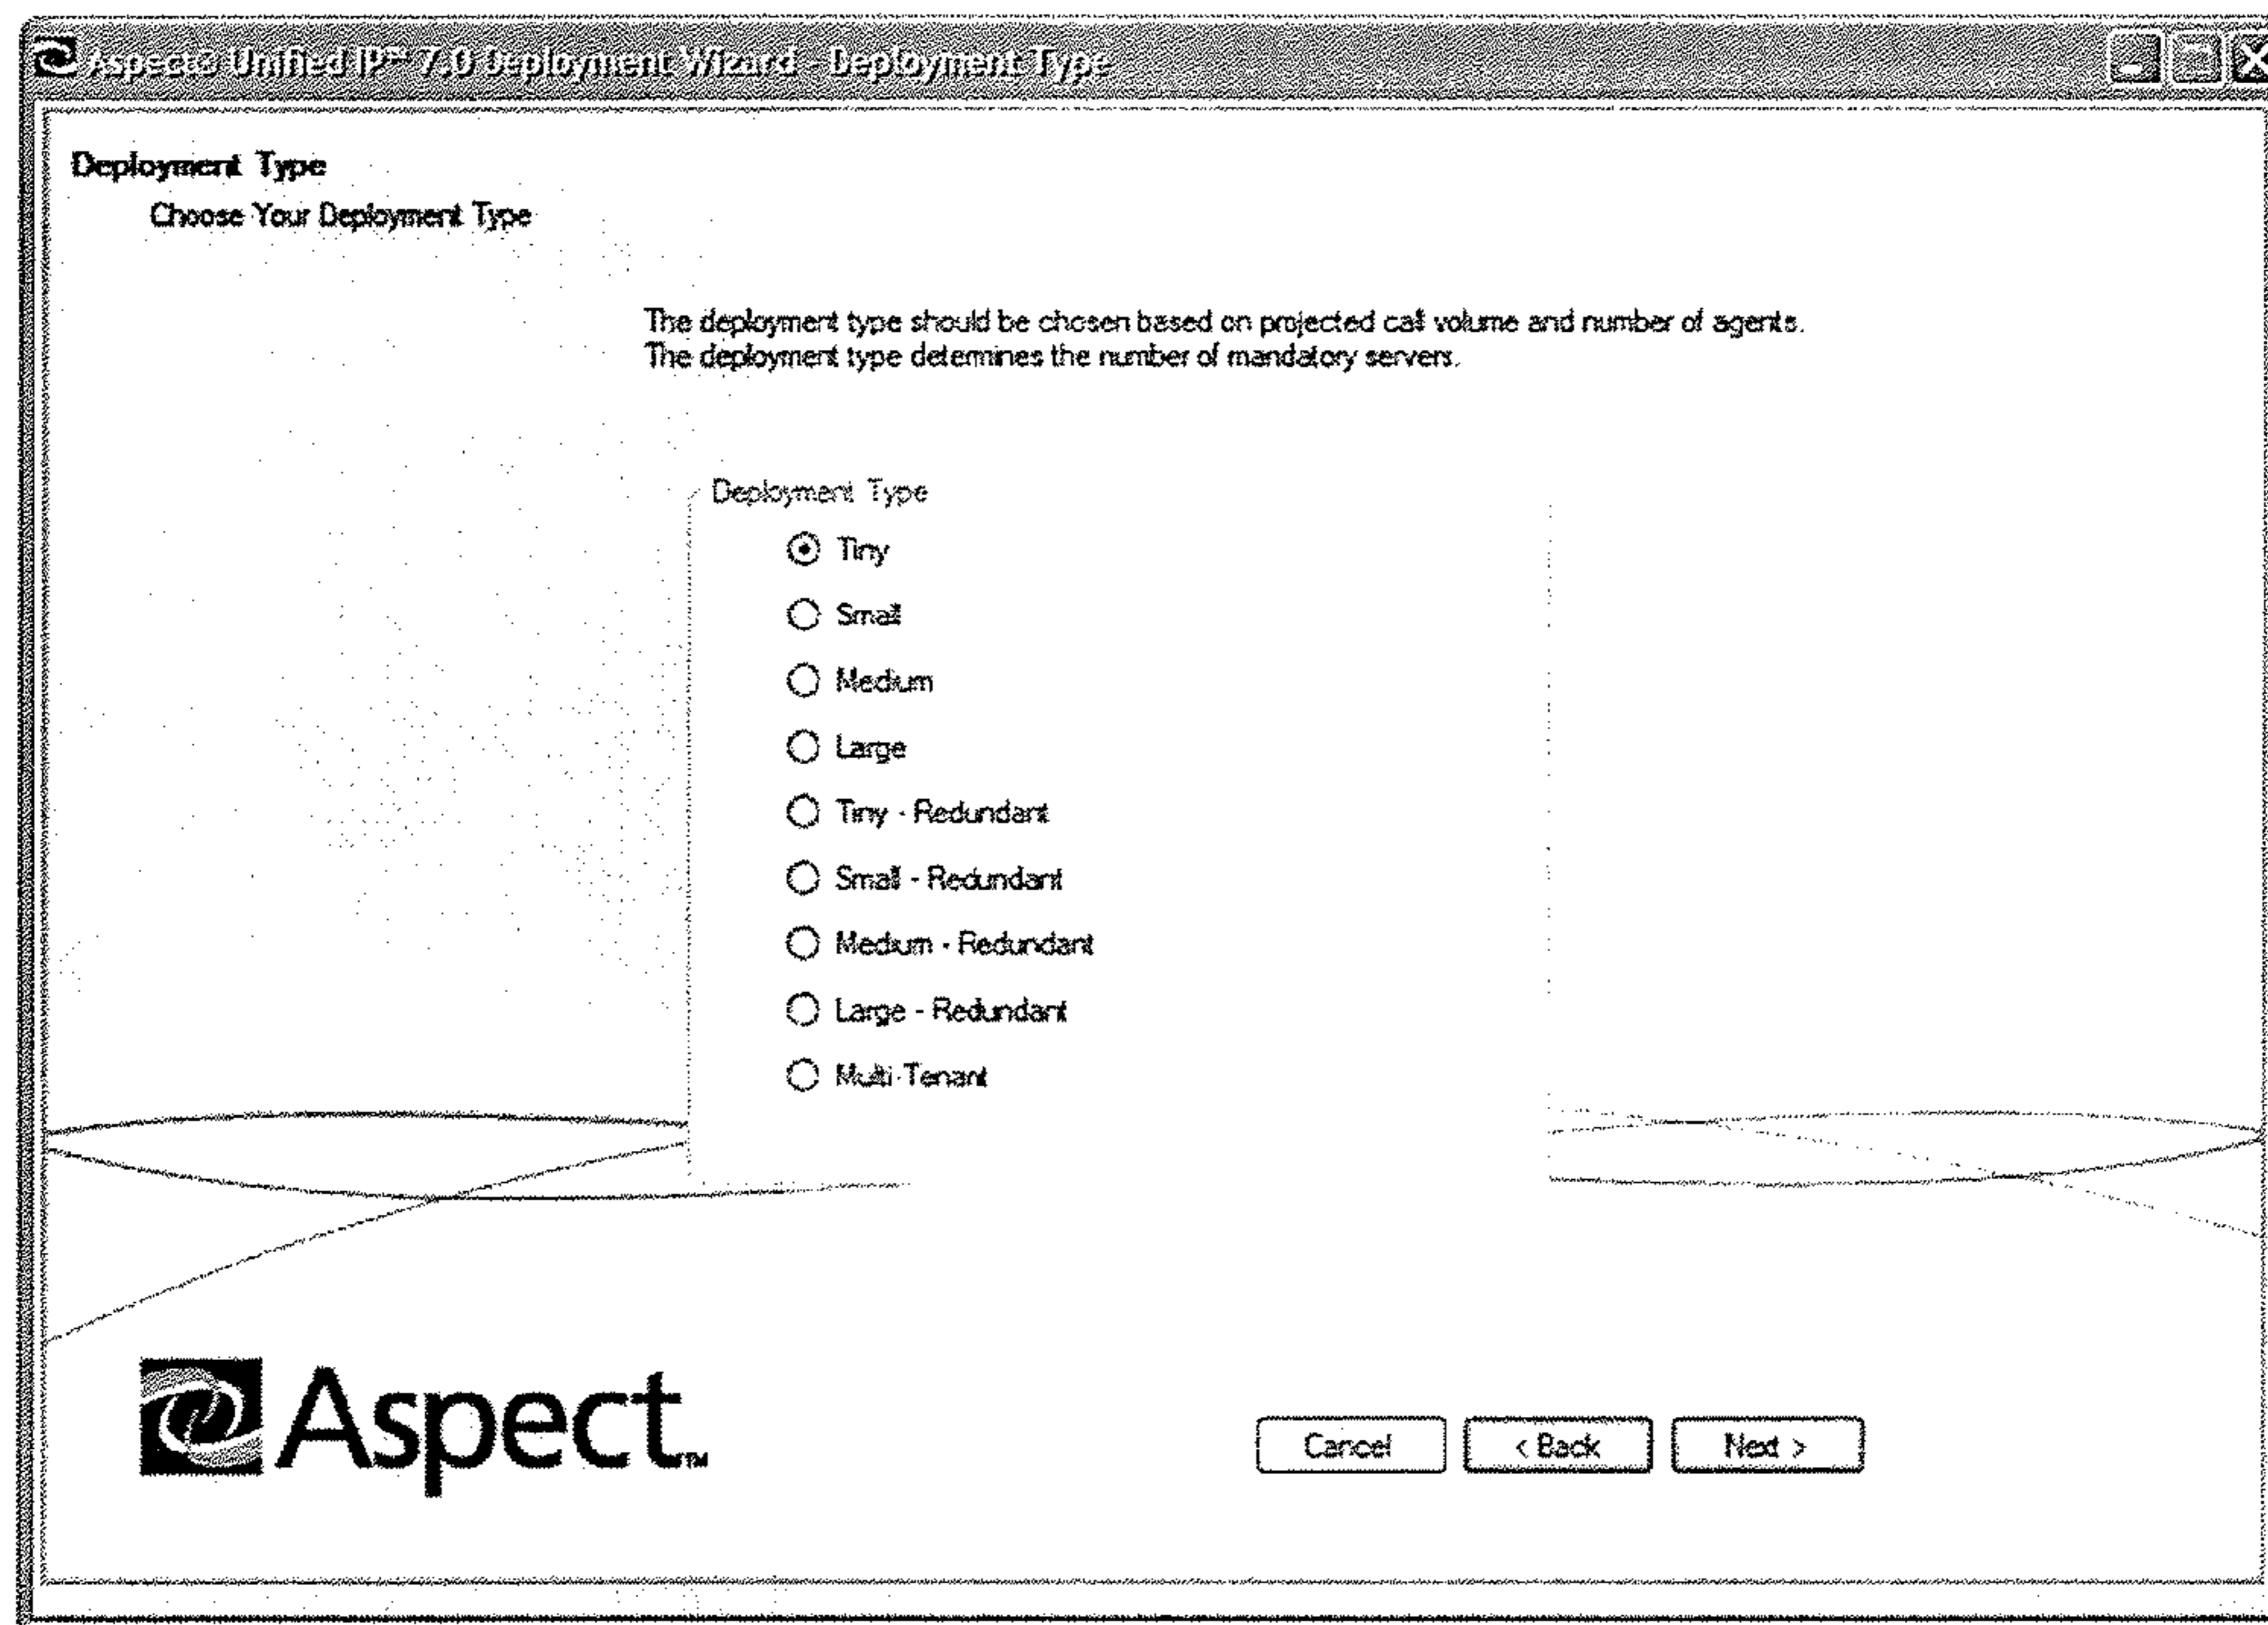 Aspect® Unified IP™ 7.0 Deployment Wizard - Deployment Type
Deployment Type
Choose Your Deployment Type
The deployment type should be chosen based on projected call volume and number of agents.
The deployment type determines the number of mandatory servers.
Deployment Type
Tiny
Small
Medium
Large
Tiny - Redundant
Small - Redundant
Medium - Redundant
Large - Redundant
Multi-Tenant
Aspect™
Cancel
< Back
Next >